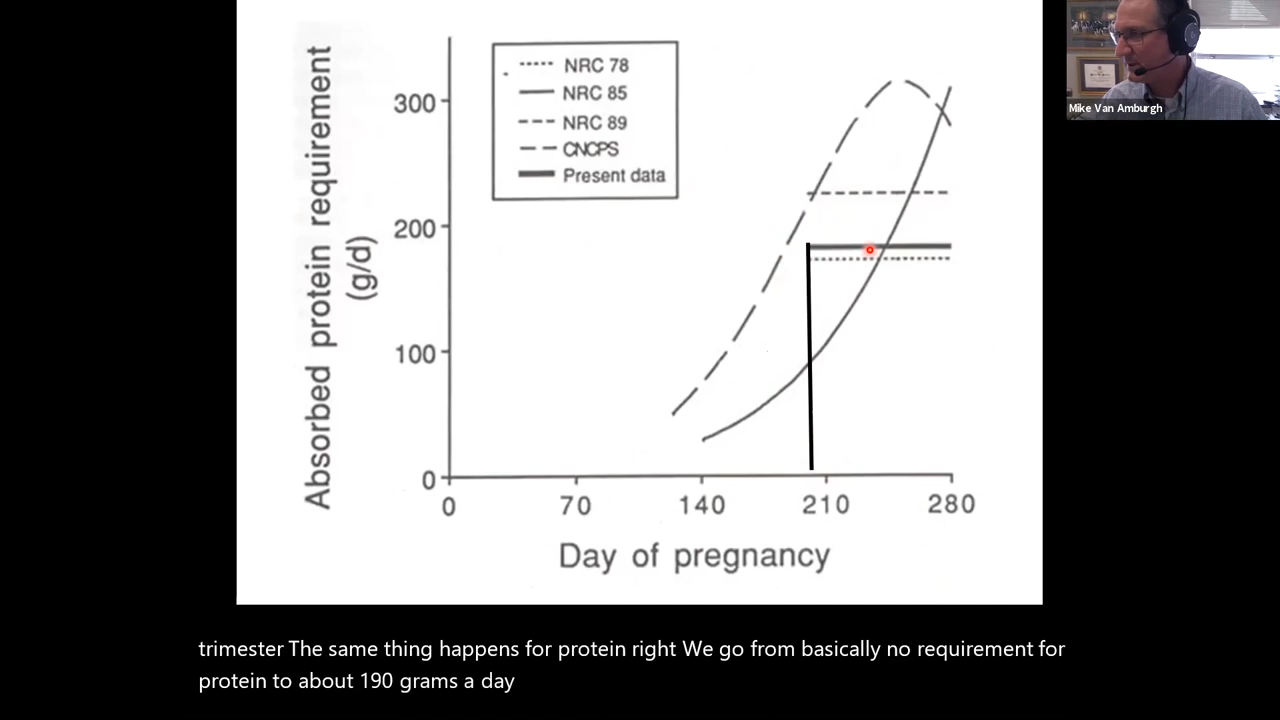 Absorbed protein requirement
(g/d)
300
200
100
0
NRC 78
NRC 85
NRC 89
CNCPS
Present data
0 70 140 210 280
Day of pregnancy
Mike Van Amburgh
trimester The same thing happens for protein right We go from basically no requirement for
protein to about 190 grams a day